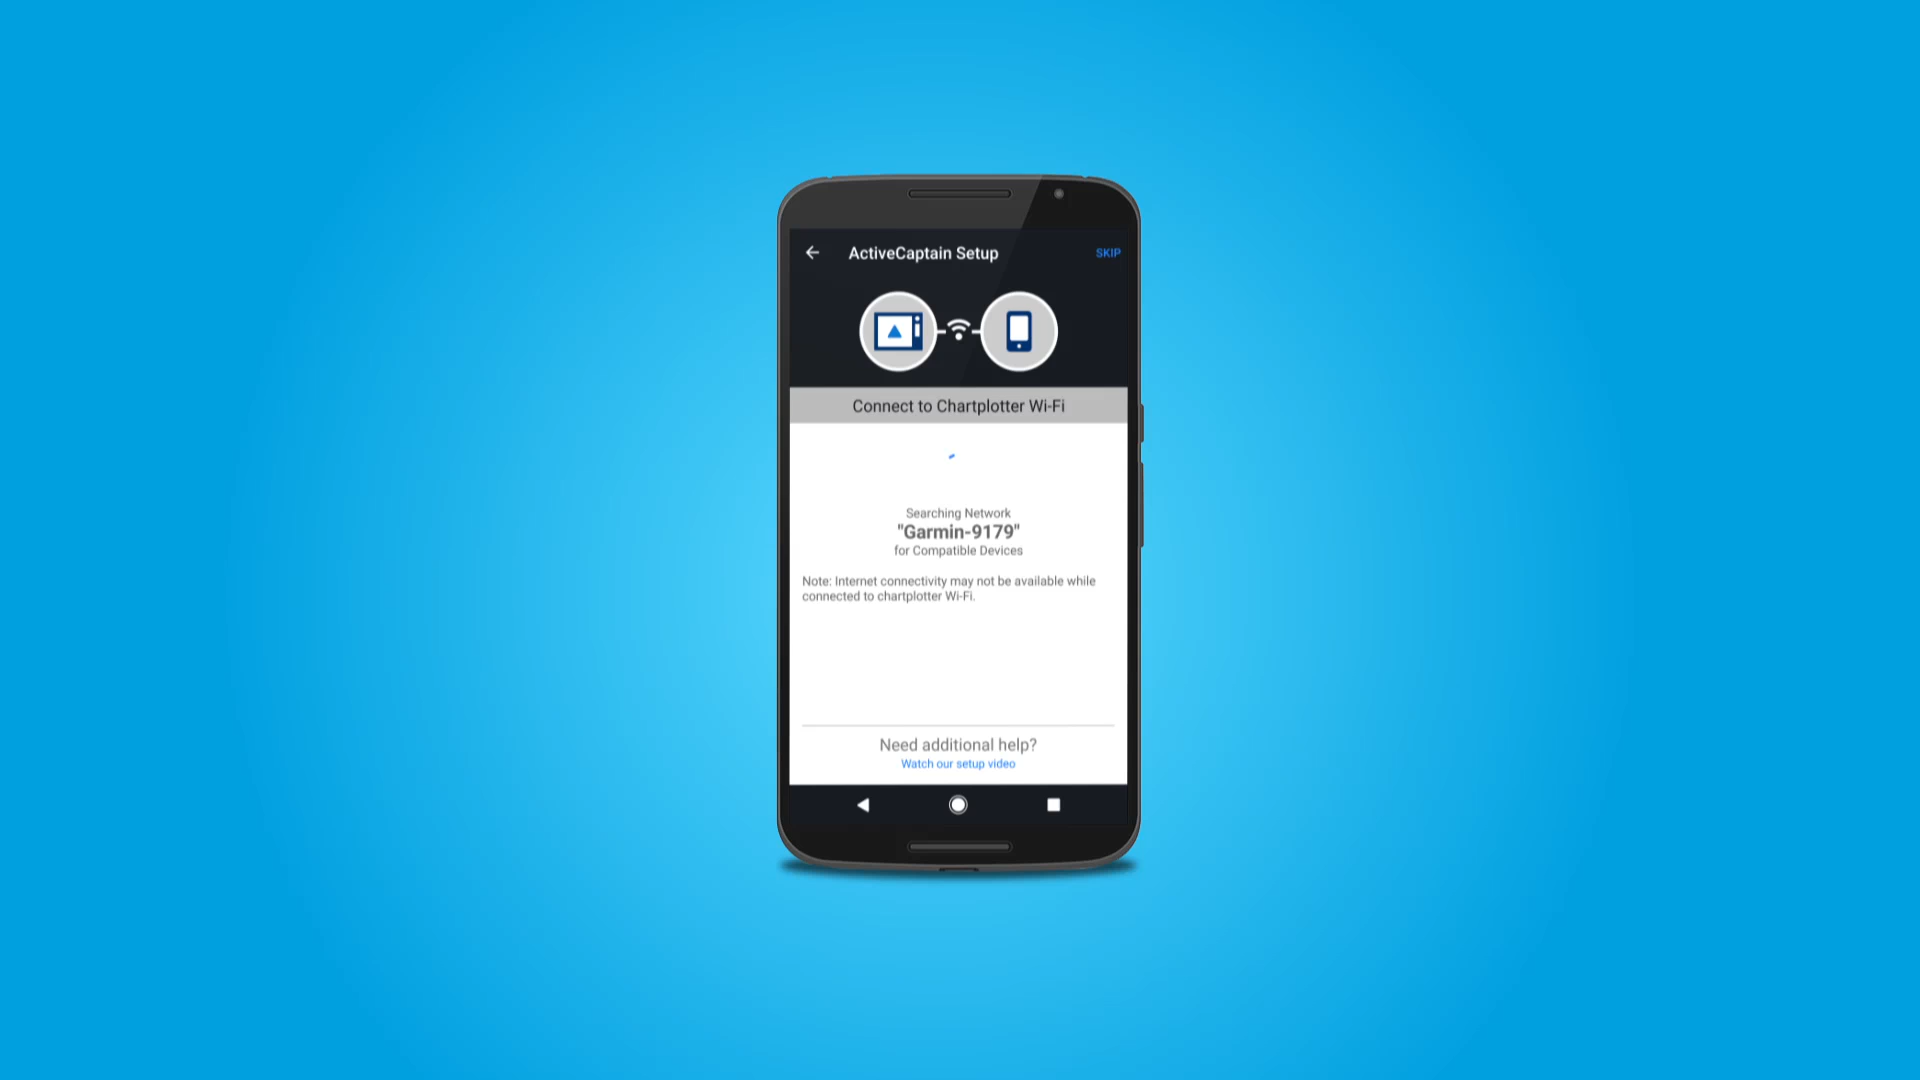 ActiveCaptain Setup
SKIP
Connect to Chartplotter Wi-Fi
Searching Network
"Garmin-9179"
for Compatible Devices
Note: Internet connectivity may not be available while
connected to chartplotter Wi-Fi.
Need additional help?
Watch our setup video